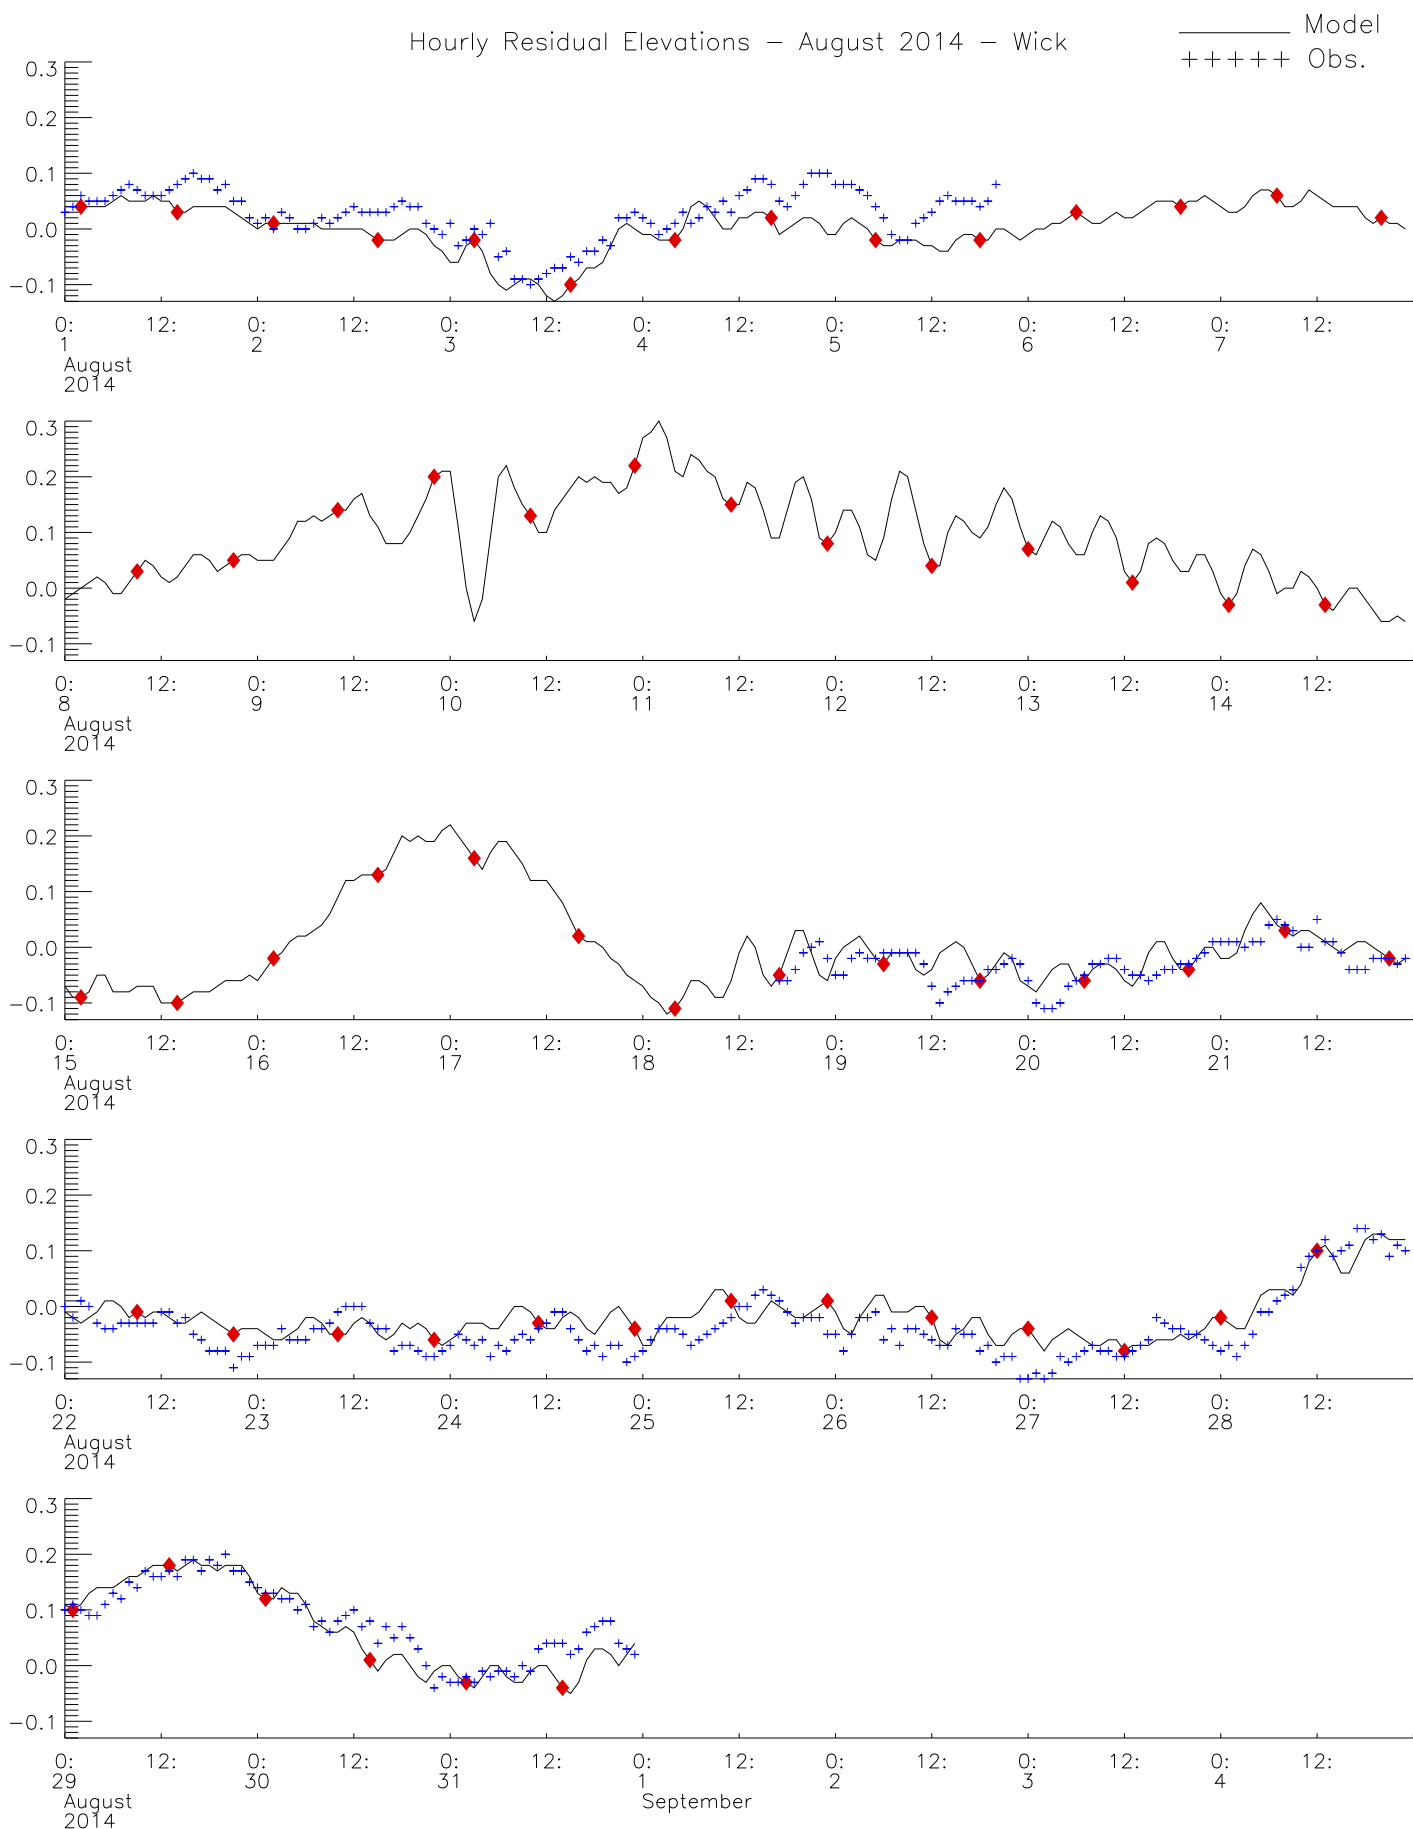 Hourly Residual Elevations – August 2014 – Wick
Model
+++++ Obs.
0.3
0.2
0.1
0.0
−0.1
0: 12: 0: 12: 0: 12: 0: 12: 0: 12: 0: 12: 0: 12:
1 2 3 4 5 6 7
August
2014
0.3
0.2
0.1
0.0
−0.1
0: 12: 0: 12: 0: 12: 0: 12: 0: 12: 0: 12: 0: 12:
8 9 10 11 12 13 14
August
2014
0.3
0.2
0.1
0.0
−0.1
0: 12: 0: 12: 0: 12: 0: 12: 0: 12: 0: 12: 0: 12:
15 16 17 18 19 20 21
August
2014
0.3
0.2
0.1
0.0
−0.1
0: 12: 0: 12: 0: 12: 0: 12: 0: 12: 0: 12: 0: 12:
22 23 24 25 26 27 28
August
2014
0.3
0.2
0.1
0.0
−0.1
0: 12: 0: 12: 0: 12: 0: 12: 0: 12: 0: 12: 0: 12:
29 30 31 1 2 3 4
August September
2014